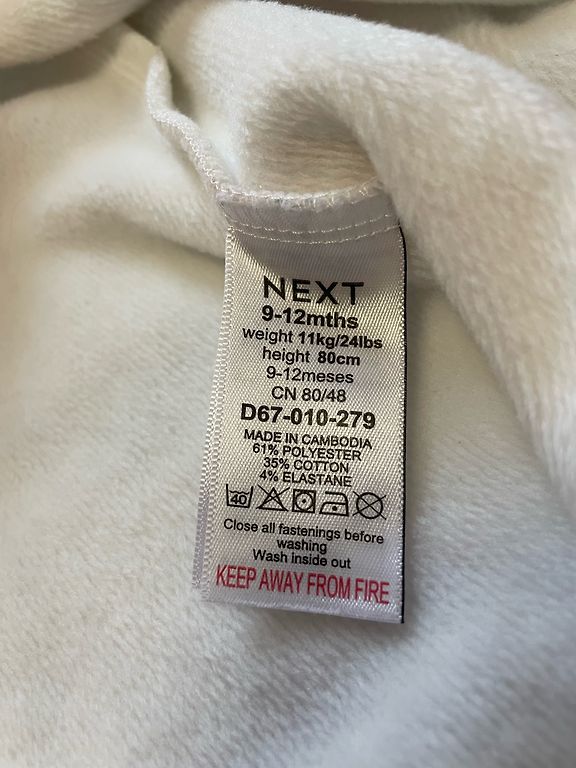 NEXT
9-12mths
weight 11kg/24lbs
height 80cm
9-12meses
CN 80/48
D67-010-279
MADE IN CAMBODIA
61% POLYESTER
35% COTTON
4% ELASTANE
40
Close all fastenings before
washing
Wash inside out
KEEP AWAY FROM FIRE